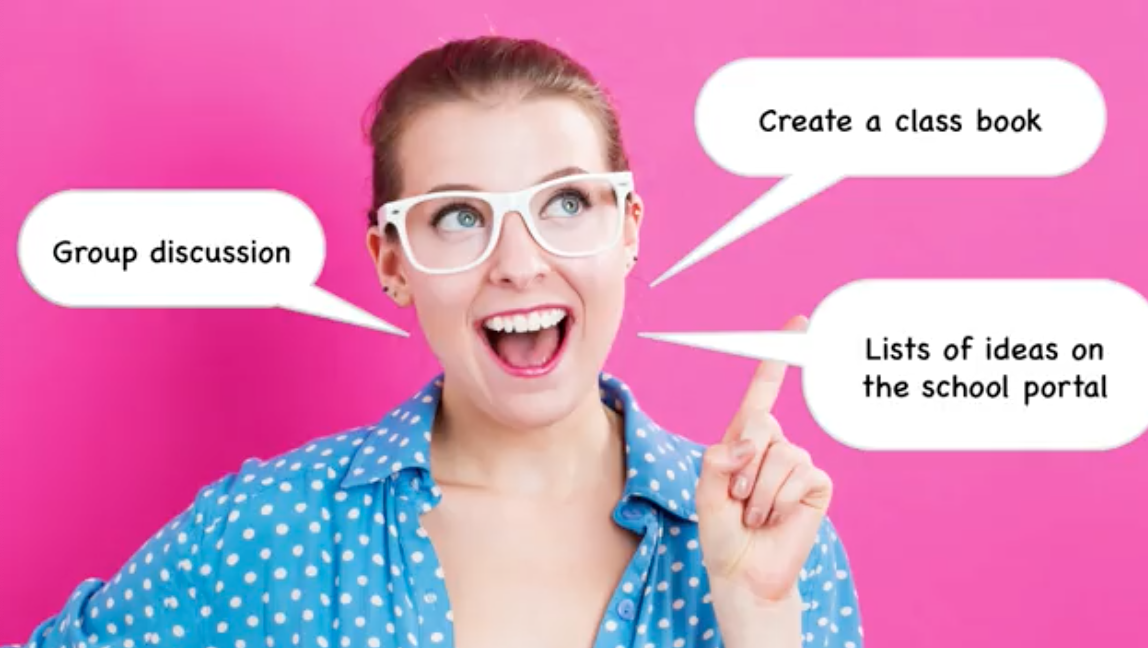 Create a class book
Group discussion
Lists of ideas on
the school portal